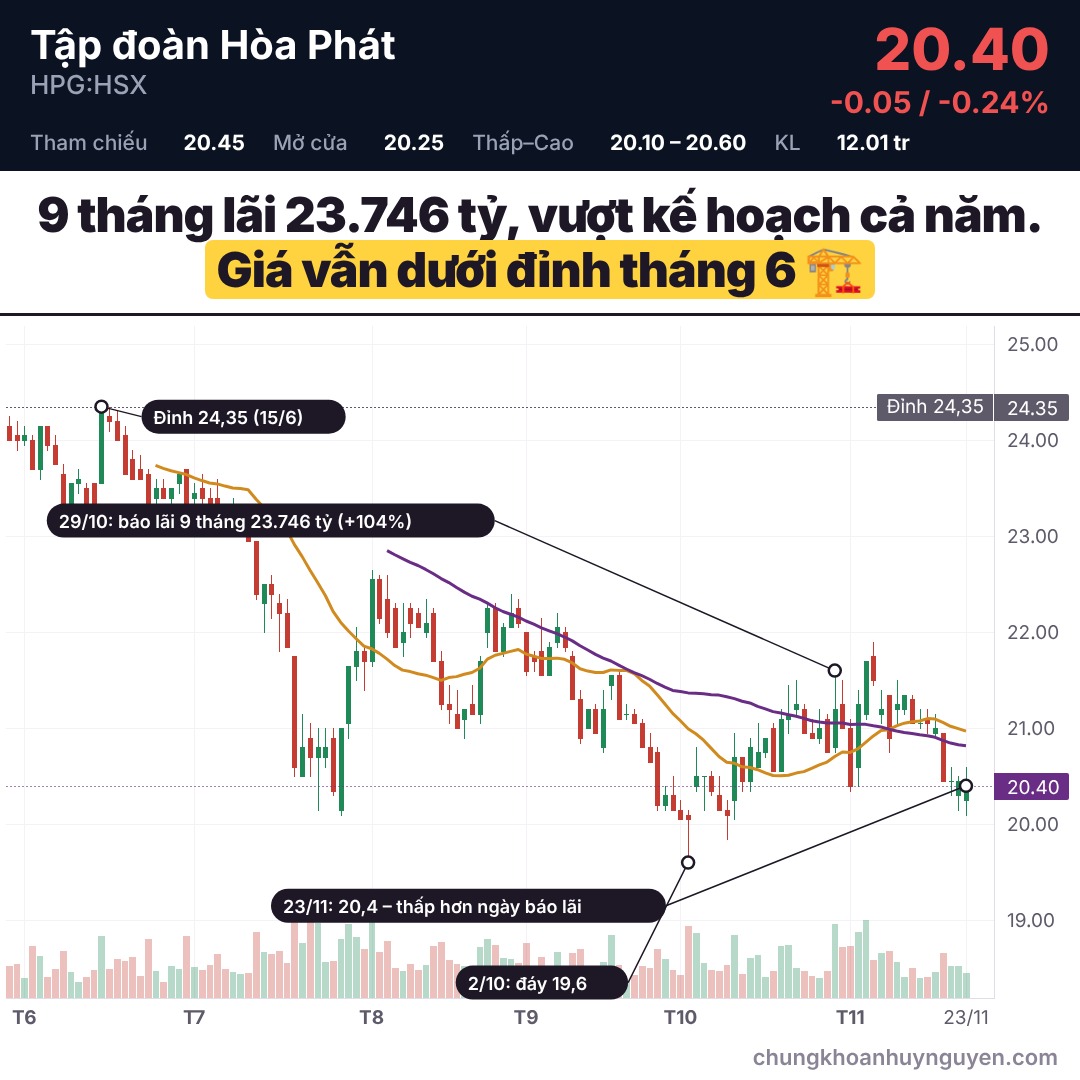 Tập đoàn Hòa Phát
HPG:HSX
20.40
-0.05 / -0.24%
Tham chiếu 20.45 Mở cửa 20.25 Thấp–Cao 20.10 – 20.60 KL 12.01 tr
9 tháng lãi 23.746 tỷ, vượt kế hoạch cả năm.
Giá vẫn dưới đỉnh tháng 6
25.00
Đỉnh 24,35 (15/6)
Đỉnh 24,35 24.35
24.00
29/10: báo lãi 9 tháng 23.746 tỷ (+104%)
23.00
22.00
21.00
20.40
20.00
23/11: 20,4 – thấp hơn ngày báo lãi
19.00
2/10: đáy 19,6
T6 T7 T8 T9 T10 T11 23/11
chungkhoanhuynguyen.com